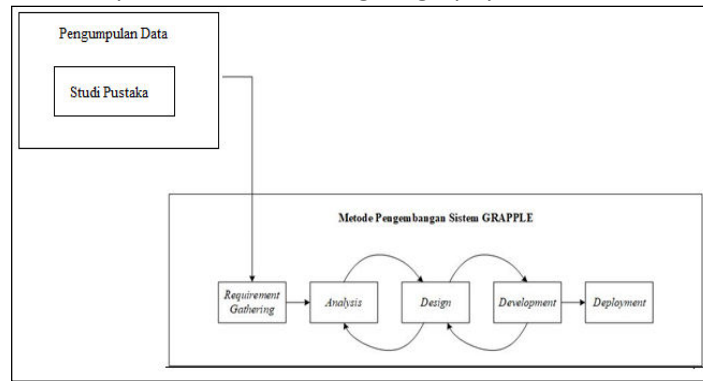 Pengumpulan Data
Studi Pustaka
Metode Pengembangan Sistem GRAPPLE
Requirement
Gathering
Analysis
Design
Development
Deployment